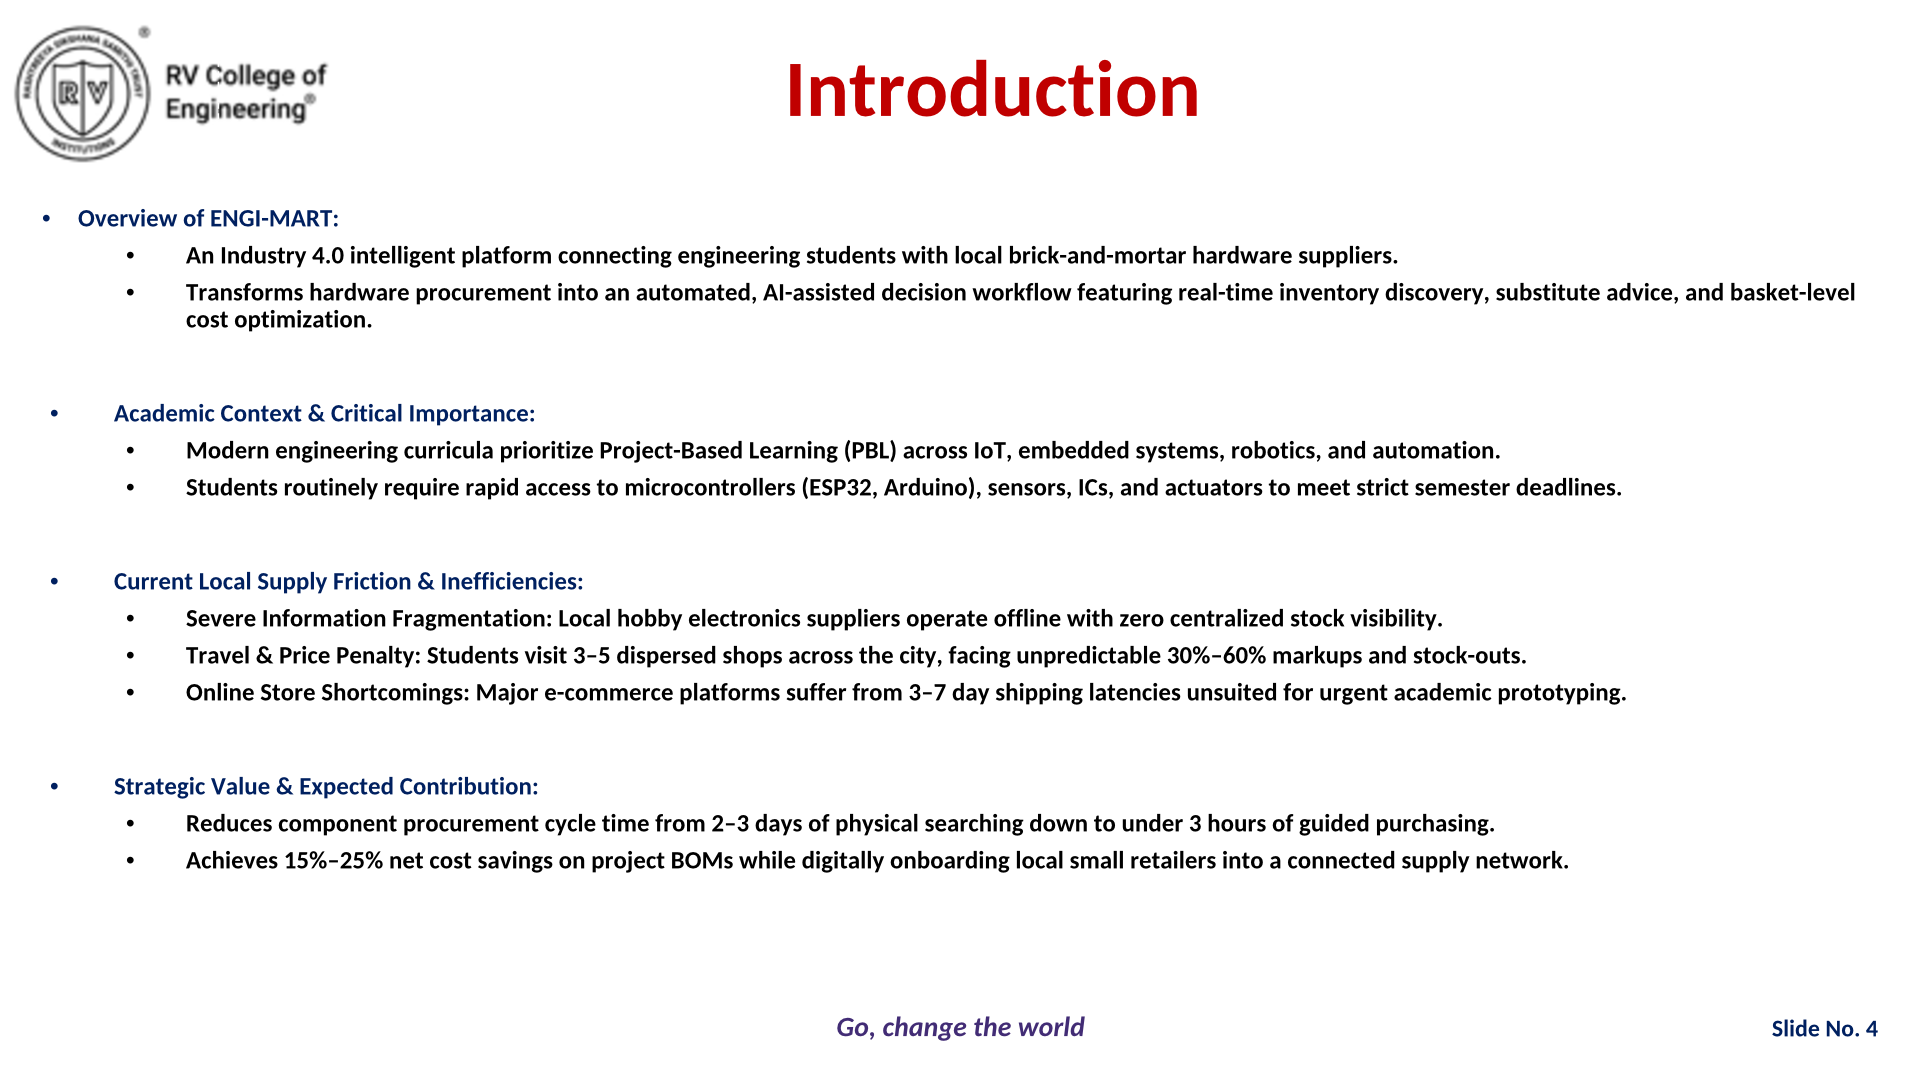 RASHTREEYA SIKSHANA SAMITHI TRUST
RV
INSTITUTIONS
®
RV College of
Engineering®
Introduction
• Overview of ENGI-MART:
• An Industry 4.0 intelligent platform connecting engineering students with local brick-and-mortar hardware suppliers.
• Transforms hardware procurement into an automated, AI-assisted decision workflow featuring real-time inventory discovery, substitute advice, and basket-level
cost optimization.
• Academic Context & Critical Importance:
• Modern engineering curricula prioritize Project-Based Learning (PBL) across IoT, embedded systems, robotics, and automation.
• Students routinely require rapid access to microcontrollers (ESP32, Arduino), sensors, ICs, and actuators to meet strict semester deadlines.
• Current Local Supply Friction & Inefficiencies:
• Severe Information Fragmentation: Local hobby electronics suppliers operate offline with zero centralized stock visibility.
• Travel & Price Penalty: Students visit 3–5 dispersed shops across the city, facing unpredictable 30%–60% markups and stock-outs.
• Online Store Shortcomings: Major e-commerce platforms suffer from 3–7 day shipping latencies unsuited for urgent academic prototyping.
• Strategic Value & Expected Contribution:
• Reduces component procurement cycle time from 2–3 days of physical searching down to under 3 hours of guided purchasing.
• Achieves 15%–25% net cost savings on project BOMs while digitally onboarding local small retailers into a connected supply network.
Go, change the world
Slide No. 4